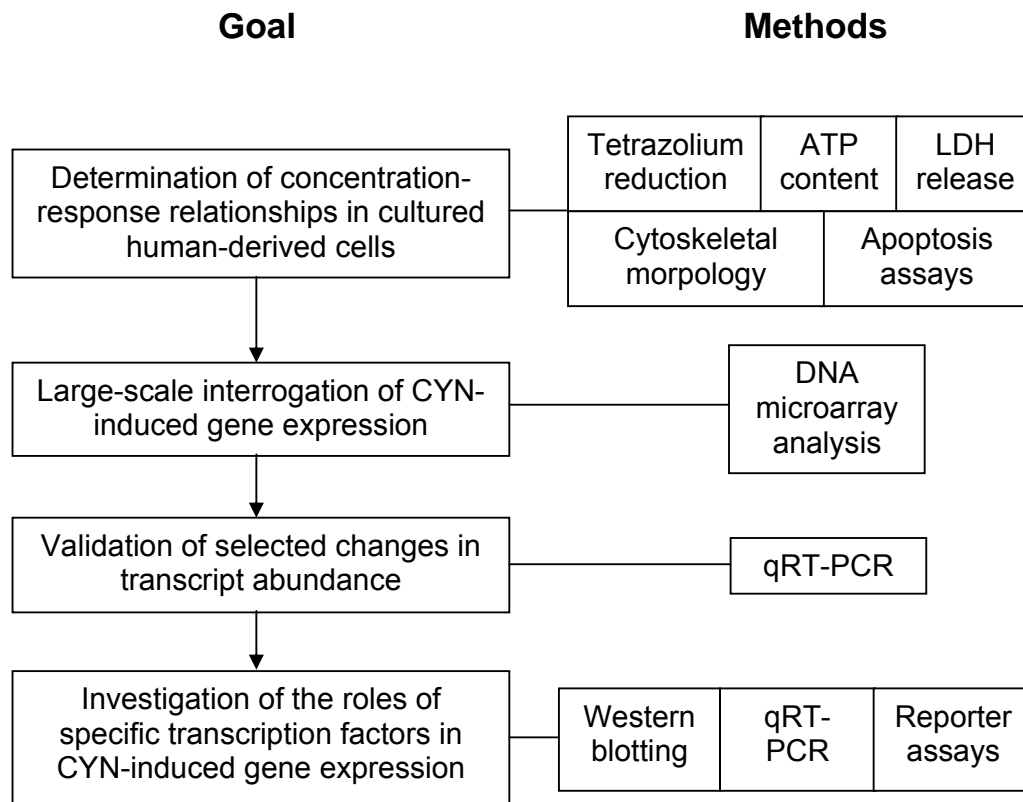 Goal
Methods
Determination of concentration-
response relationships in cultured
human-derived cells
Tetrazolium
reduction
ATP
content
LDH
release
Cytoskeletal
morpology
Apoptosis
assays
Large-scale interrogation of CYN-
induced gene expression
DNA
microarray
analysis
Validation of selected changes in
transcript abundance
qRT-PCR
Investigation of the roles of
specific transcription factors in
CYN-induced gene expression
Western
blotting
qRT-
PCR
Reporter
assays